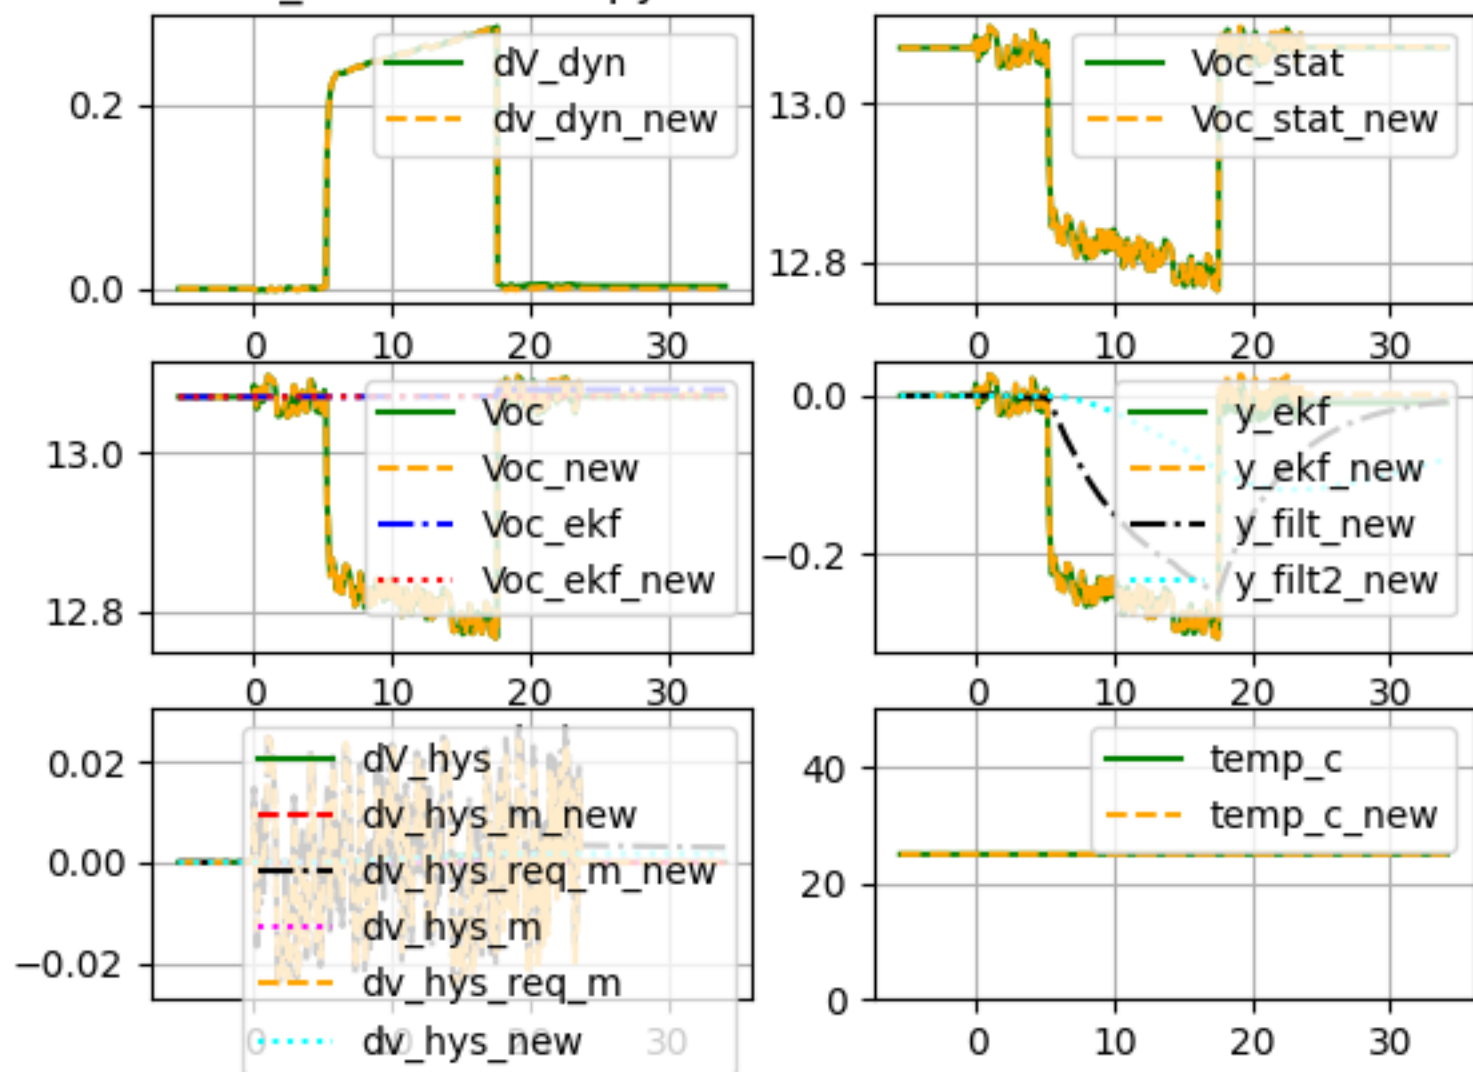 dV_dyn
dv_dyn_new
0.2
0.0
0 10 20 30
Voc_stat
Voc_stat_new
13.0
12.8
0 10 20 30
Voc
Voc_new
Voc_ekf
Voc_ekf_new
13.0
12.8
0 10 20 30
y_ekf
y_ekf_new
y_filt_new
y_filt2_new
0.0
−0.2
0 10 20 30
dV_hys
dv_hys_m_new
dv_hys_req_m_new
dv_hys_m
dv_hys_req_m
dv_hys_new
0.02
0.00
−0.02
0 10 20 30
temp_c
temp_c_new
40
20
0
0 10 20 30